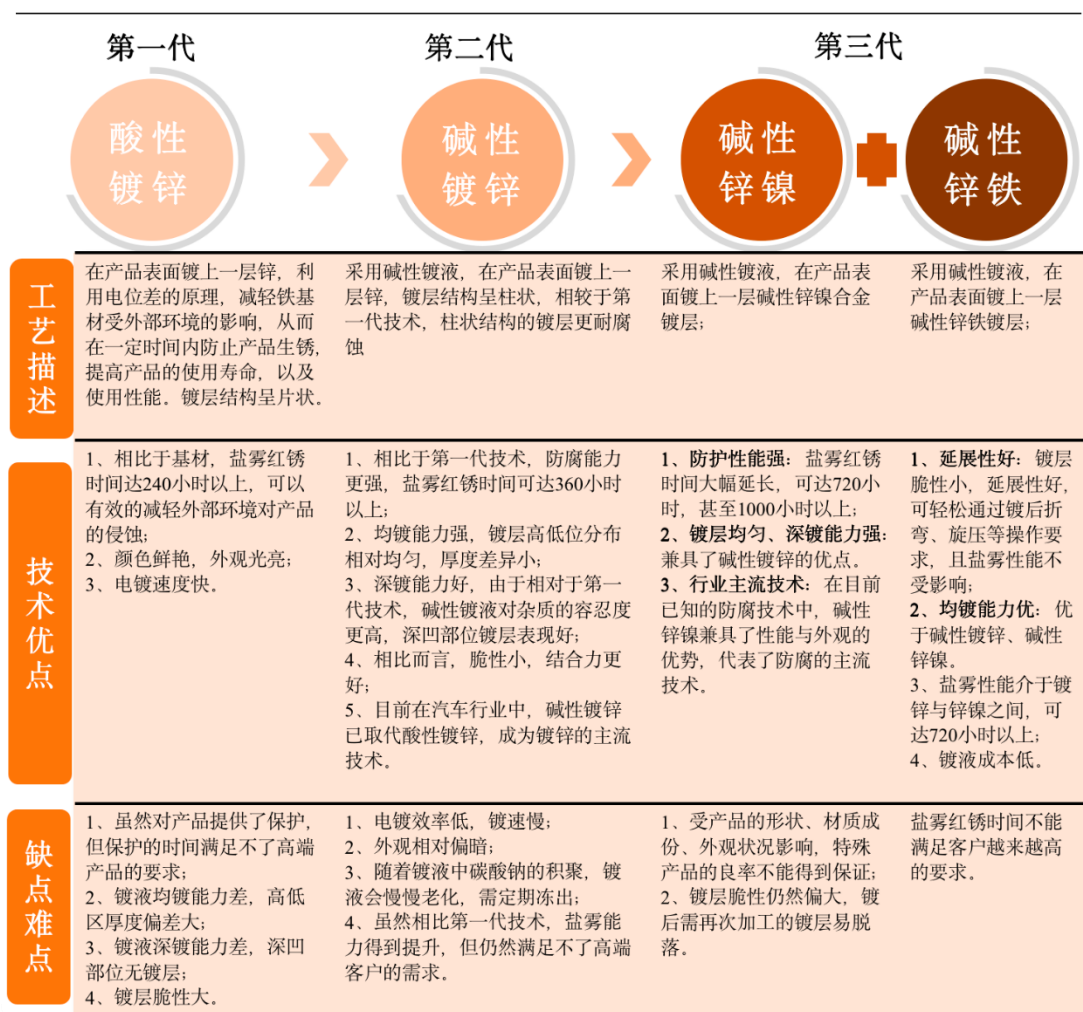 第一代
第二代
第三代
酸性
镀锌
碱性
镀锌
碱性
锌镍
碱性
锌铁
工艺描述
在产品表面镀上一层锌，利
用电位差的原理，减轻铁基
材受外部环境的影响，从而
在一定时间内防止产品生锈，
提高产品的使用寿命，以及
使用性能。镀层结构呈片状。
采用碱性镀液，在产品表面镀上一
层锌，镀层结构呈柱状，相较于第
一代技术，柱状结构的镀层更耐腐
蚀
采用碱性镀液，在产品表
面镀上一层碱性锌镍合金
镀层；
采用碱性镀液，在
产品表面镀上一层
碱性锌铁镀层；
技术优点
1、相比于基材，盐雾红锈
时间达240小时以上，可以
有效的减轻外部环境对产品
的侵蚀；
2、颜色鲜艳，外观光亮；
3、电镀速度快。
1、相比于第一代技术，防腐能力
更强，盐雾红锈时间可达360小时
以上；
2、均镀能力强，镀层高低位分布
相对均匀，厚度差异小；
3、深镀能力好，由于相对于第一
代技术，碱性镀液对杂质的容忍度
更高，深凹部位镀层表现好；
4、相比而言，脆性小，结合力更
好；
5、目前在汽车行业中，碱性镀锌
已取代酸性镀锌，成为镀锌的主流
技术。
1、防护性能强：盐雾红锈
时间大幅延长，可达720小
时，甚至1000小时以上；
2、镀层均匀、深镀能力强：
兼具了碱性镀锌的优点。
3、行业主流技术：在目前
已知的防腐技术中，碱性
锌镍兼具了性能与外观的
优势，代表了防腐的主流
技术。
1、延展性好：镀层
脆性小，延展性好，
可轻松通过镀后折
弯、旋压等操作要
求，且盐雾性能不
受影响；
2、均镀能力优：优
于碱性镀锌、碱性
锌镍。
3、盐雾性能介于镀
锌与锌镍之间，可
达720小时以上；
4、镀液成本低。
缺点难点
1、虽然对产品提供了保护，
但保护的时间满足不了高端
产品的要求；
2、镀液均镀能力差，高低
区厚度偏差大；
3、镀液深镀能力差，深凹
部位无镀层；
4、镀层脆性大。
1、电镀效率低，镀速慢；
2、外观相对偏暗；
3、随着镀液中碳酸钠的积聚，镀
液会慢慢老化，需定期冻出；
4、虽然相比第一代技术，盐雾能
力得到提升，但仍然满足不了高端
客户的需求。
1、受产品的形状、材质成
份、外观状况影响，特殊
产品的良率不能得到保证；
2、镀层脆性仍然偏大，镀
后需再次加工的镀层易脱
落。
盐雾红锈时间不能
满足客户越来越高
的要求。